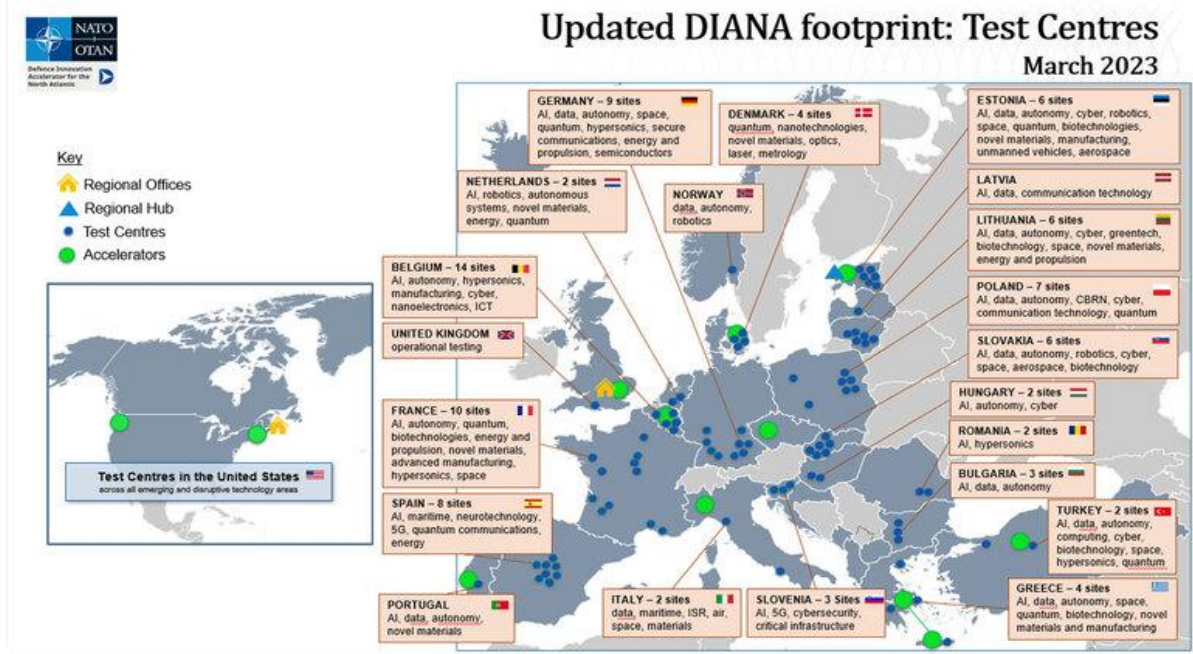 NATO
OTAN
Defence Innovation
Accelerator for the
North Atlantic
Updated DIANA footprint: Test Centres
March 2023
Key
Regional Offices
Regional Hub
Test Centres
Accelerators
Test Centres in the United States
across all emerging and disruptive technology areas
GERMANY – 9 sites
AI, data, autonomy, space,
quantum, hypersonics, secure
communications, energy and
propulsion, semiconductors
DENMARK – 4 sites
quantum, nanotechnologies,
novel materials, optics,
laser, metrology
ESTONIA – 6 sites
AI, data, autonomy, cyber, robotics,
space, quantum, biotechnologies,
novel materials, manufacturing,
unmanned vehicles, aerospace
NETHERLANDS – 2 sites
AI, robotics, autonomous
systems, novel materials,
energy, quantum
NORWAY
data, autonomy,
robotics
LATVIA
AI, data, communication technology
LITHUANIA – 6 sites
AI, data, autonomy, cyber, greentech,
biotechnology, space, novel materials,
energy and propulsion
BELGIUM – 14 sites
AI, autonomy, hypersonics,
manufacturing, cyber,
nanoelectronics, ICT
POLAND – 7 sites
AI, data, autonomy, CBRN, cyber,
communication technology, quantum
UNITED KINGDOM
operational testing
SLOVAKIA – 6 sites
AI, data, autonomy, robotics, cyber,
space, aerospace, biotechnology
HUNGARY – 2 sites
AI, autonomy, cyber
FRANCE – 10 sites
AI, autonomy, quantum,
biotechnologies, energy and
propulsion, novel materials,
advanced manufacturing,
hypersonics, space
ROMANIA – 2 sites
AI, hypersonics
BULGARIA – 3 sites
AI, data, autonomy
SPAIN – 8 sites
AI, maritime, neurotechnology,
5G, quantum communications,
energy
TURKEY – 2 sites
AI, data, autonomy,
computing, cyber,
biotechnology, space,
hypersonics, quantum
PORTUGAL
AI, data, autonomy,
novel materials
ITALY – 2 sites
data, maritime, ISR, air,
space, materials
SLOVENIA – 3 Sites
AI, 5G, cybersecurity,
critical infrastructure
GREECE – 4 sites
AI, data, autonomy, space,
quantum, biotechnology, novel
materials and manufacturing